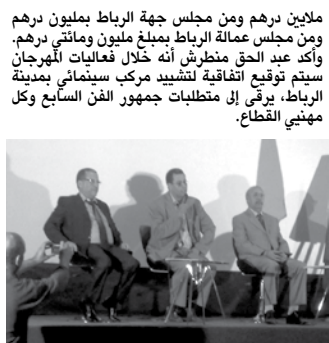 ملايين درهم ومن مجلس جهة الرباط بمليون درهم
ومن مجلس عمالة الرباط بمبلغ مليون ومائتي درهم.
وأكد عبد الحق منطرش أنه خلال فعاليات المهرجان
سيتم توقيع اتفاقية لتشييد مركب سينمائي بمدينة
الرباط، يرقى إلى متطلبات جمهور الفن السابع وكل
مهنيي القطاع.